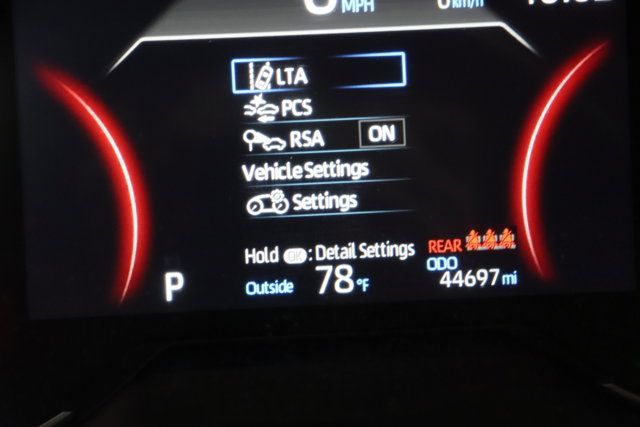 MPH
km/h
LTA
PCS
RSA ON
Vehicle Settings
Settings
Hold OK : Detail Settings
REAR
ODO
Outside 78 °F
44697 mi
P